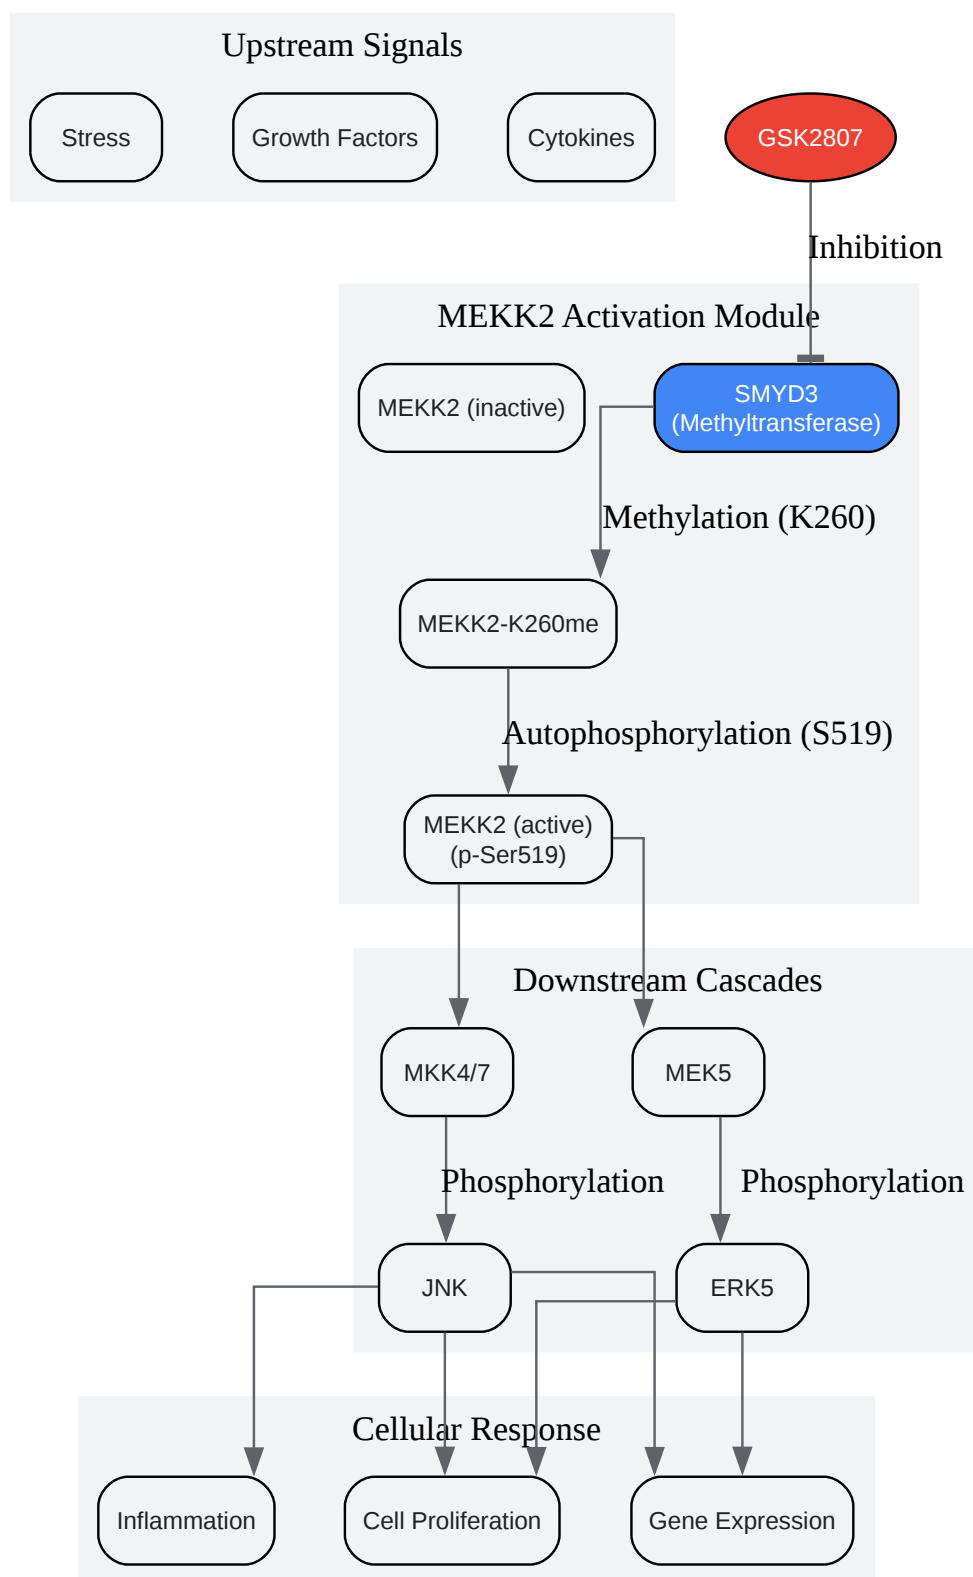 Upstream Signals
Stress
Growth Factors
Cytokines
GSK2807
Inhibition
MEKK2 Activation Module
MEKK2 (inactive)
SMYD3
(Methyltransferase)
Methylation (K260)
MEKK2-K260me
Autophosphorylation (S519)
MEKK2 (active)
(p-Ser519)
Downstream Cascades
MKK4/7
MEK5
Phosphorylation
Phosphorylation
JNK
ERK5
Cellular Response
Inflammation
Cell Proliferation
Gene Expression